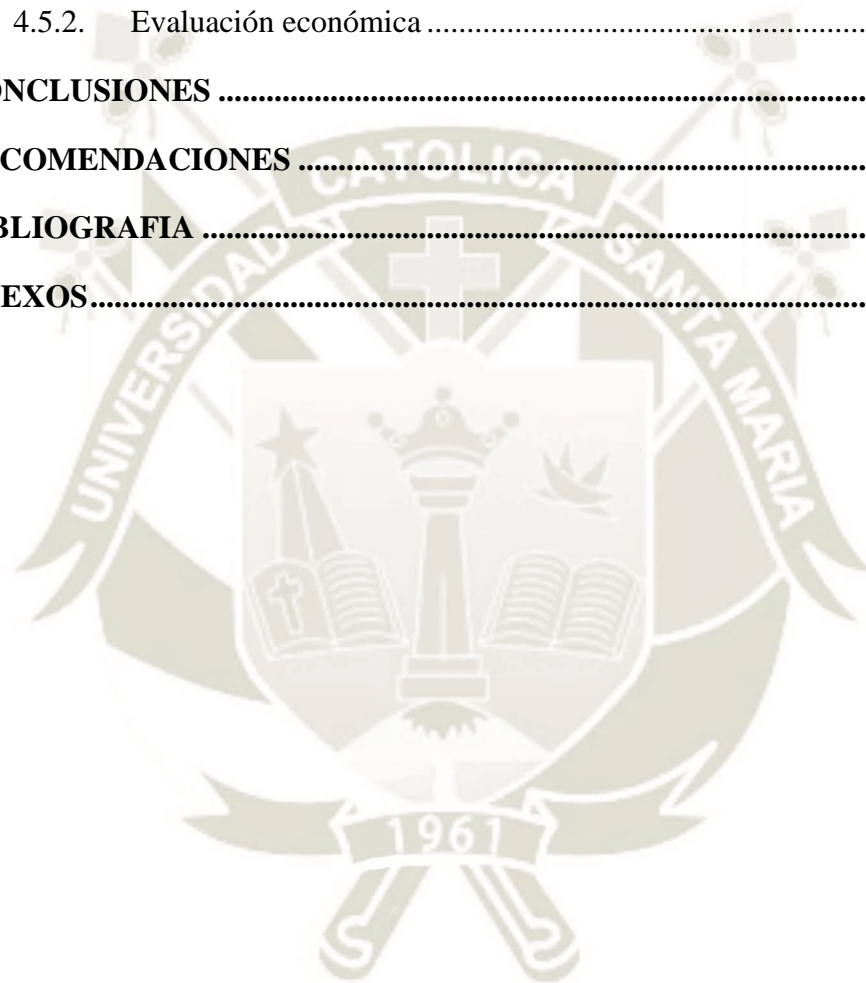 4.5.2. Evaluación económica ........................................................
ONCLUSIONES ..................................................................................
COMENDACIONES ........................................................................
BLIOGRAFIA ....................................................................................
EXOS..................................................................................................
UNIVERSIDAD CATOLICA SANTA MARIA
1961